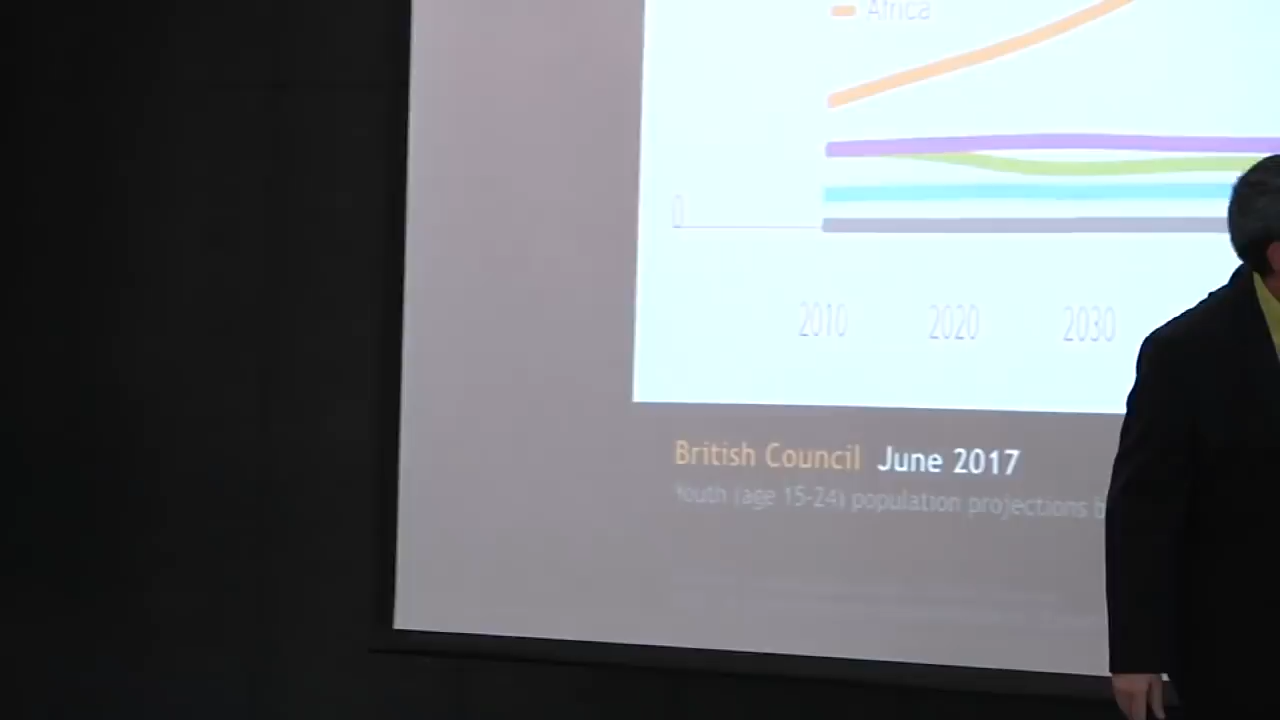 Africa
0
2010 2020 2030
British Council June 2017
Youth (age 15-24) population projections